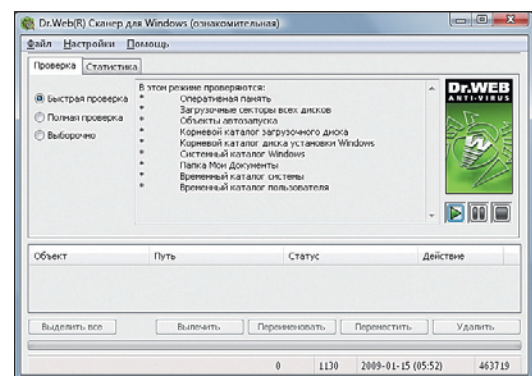 Dr.Web(R) Сканер для Windows (ознакомительная)
Файл Настройки Помощь
Проверка Статистика
Быстрая проверка
Полная проверка
Выборочно
В этом режиме проверяются:
* Оперативная память
* Загрузочные секторы всех дисков
* Объекты автозапуска
* Корневой каталог загрузочного диска
* Корневой каталог диска установки Windows
* Системный каталог Windows
* Папка Мои Документы
* Временный каталог системы
* Временный каталог пользователя
Dr.WEB
ANTI-VIRUS
Объект Путь Статус Действие
Выделить все Вылечить Переименовать Переместить Удалить
0 1130 2009-01-15 (05:52) 463719